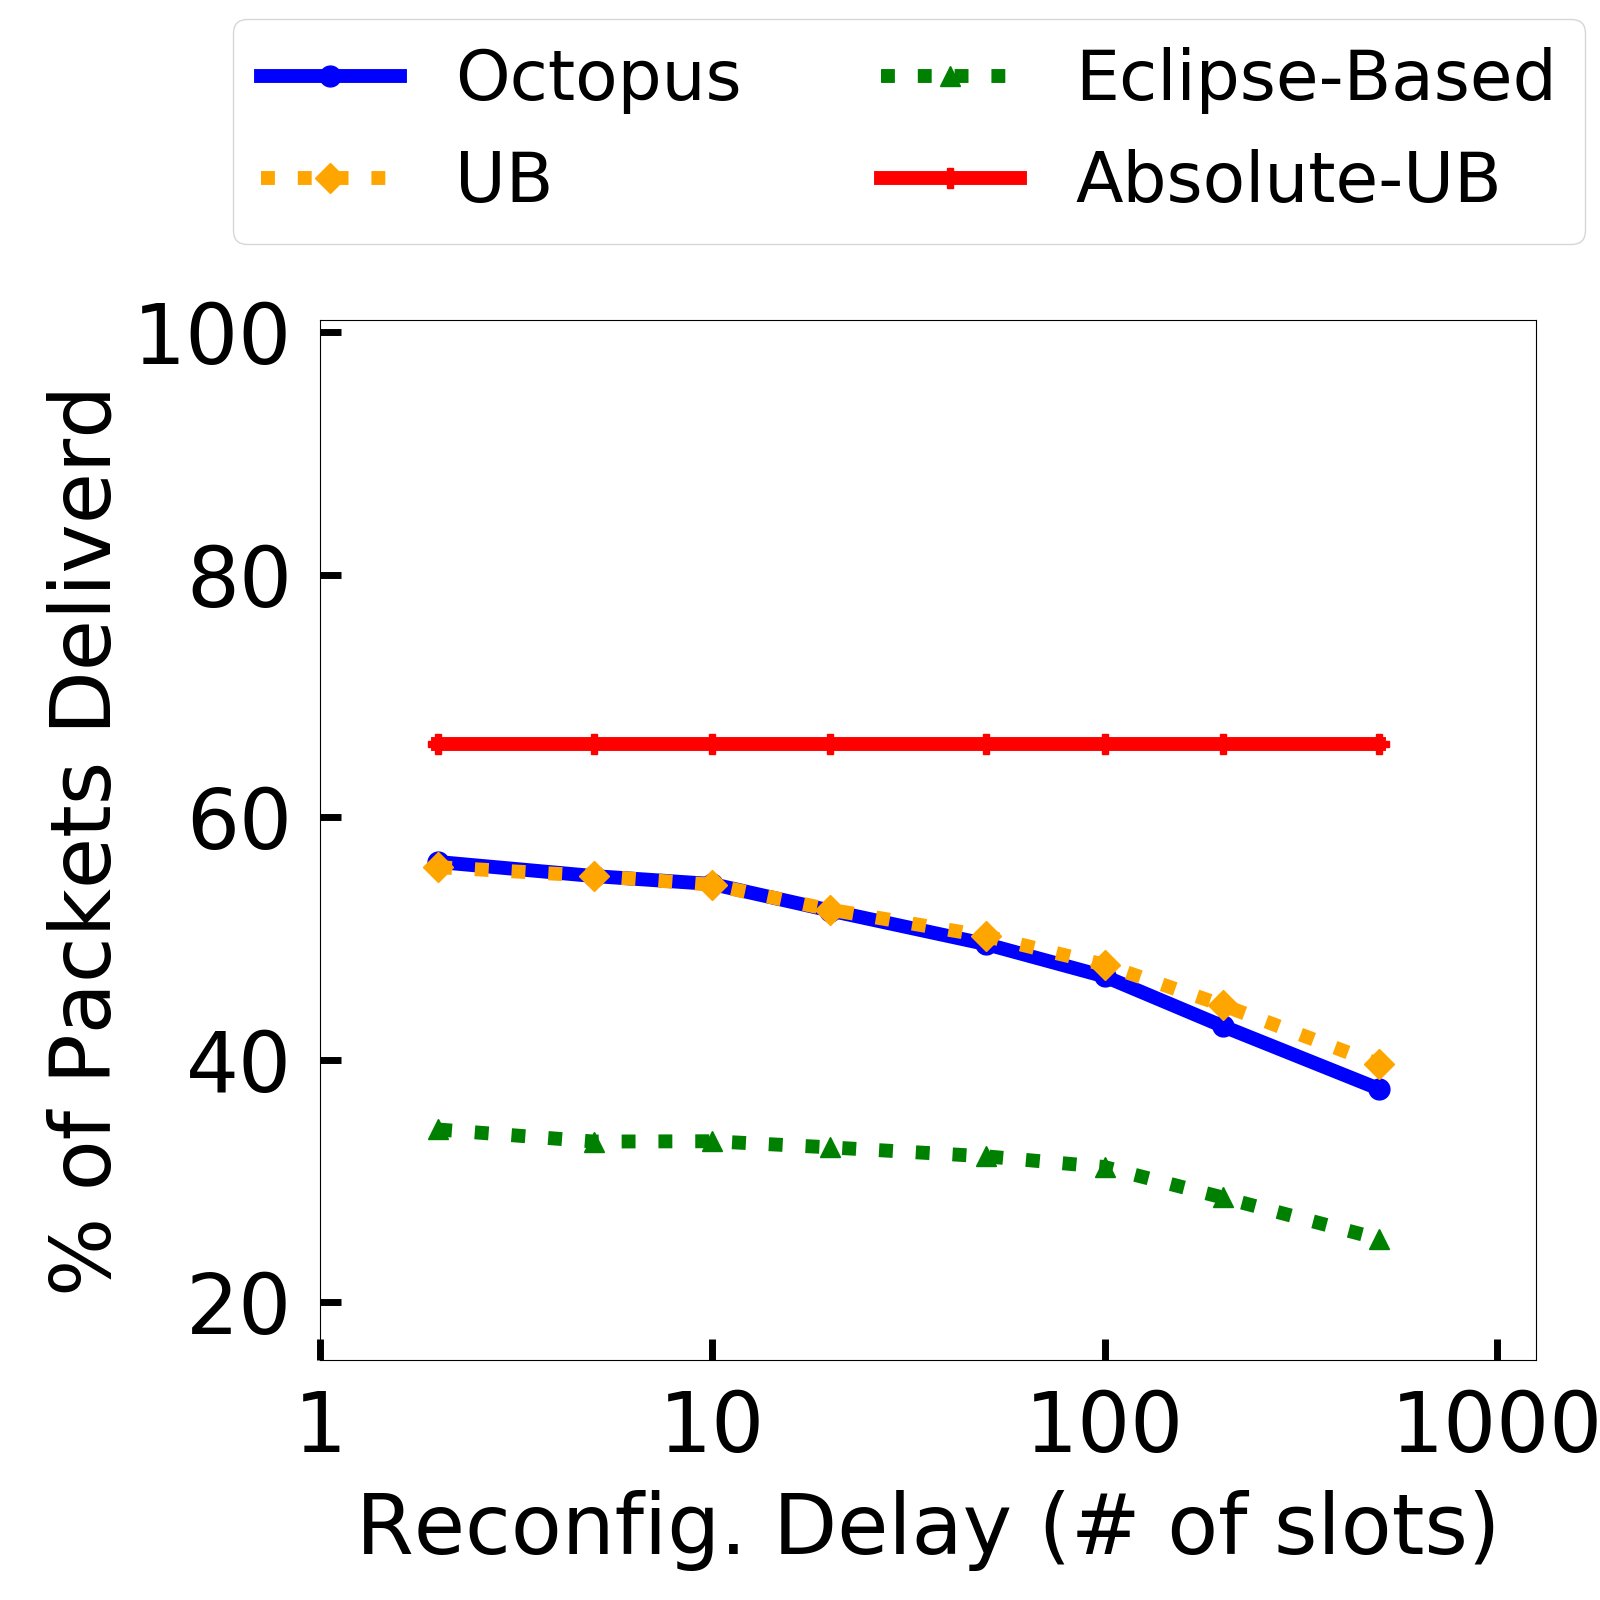 Octopus
UB
Eclipse-Based
Absolute-UB
% of Packets Deliverd
100
80
60
40
20
1 10 100 1000
Reconfig. Delay (# of slots)